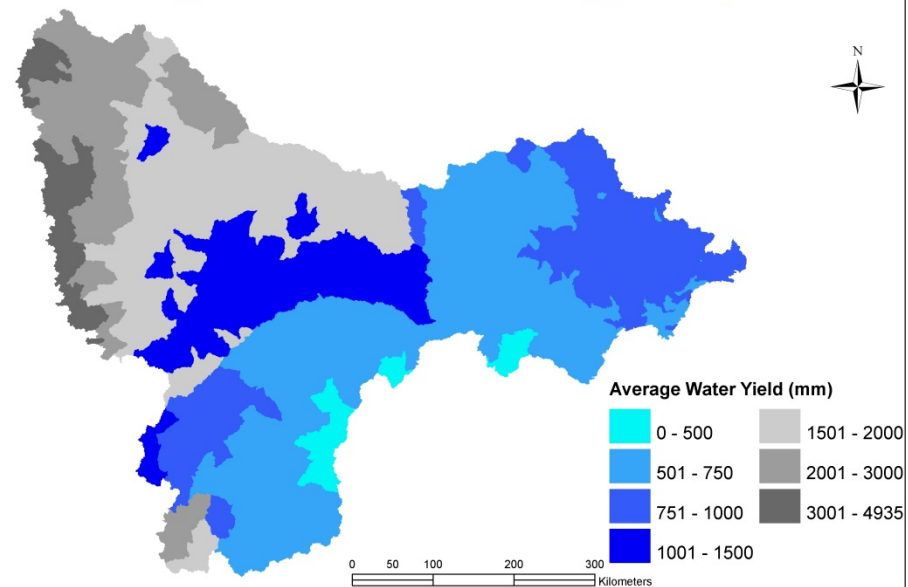 N
Average Water Yield (mm)
0 - 500
501 - 750
751 - 1000
1001 - 1500
1501 - 2000
2001 - 3000
3001 - 4935
0 50 100 200 300
Kilometers